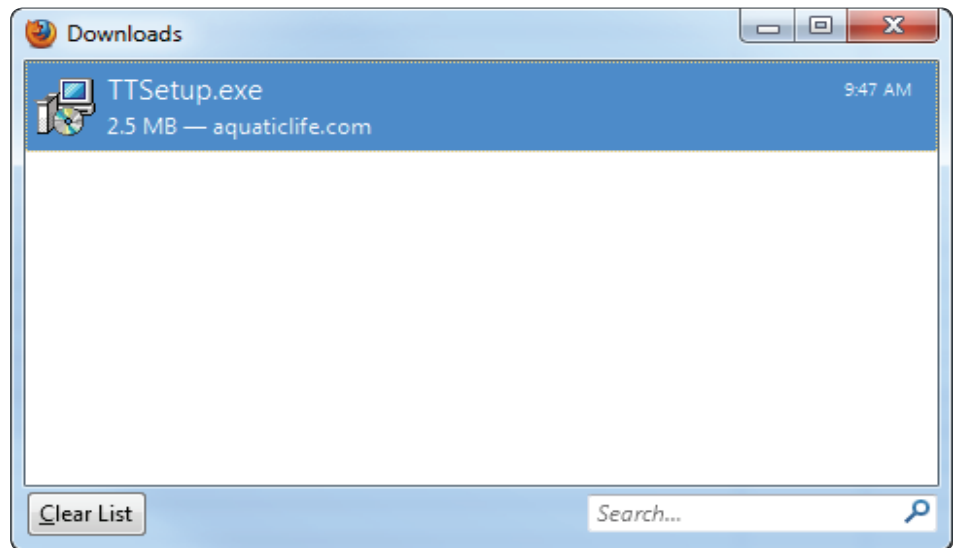 Downloads
TTSetup.exe 9:47 AM
2.5 MB — aquaticlife.com
Clear List Search...